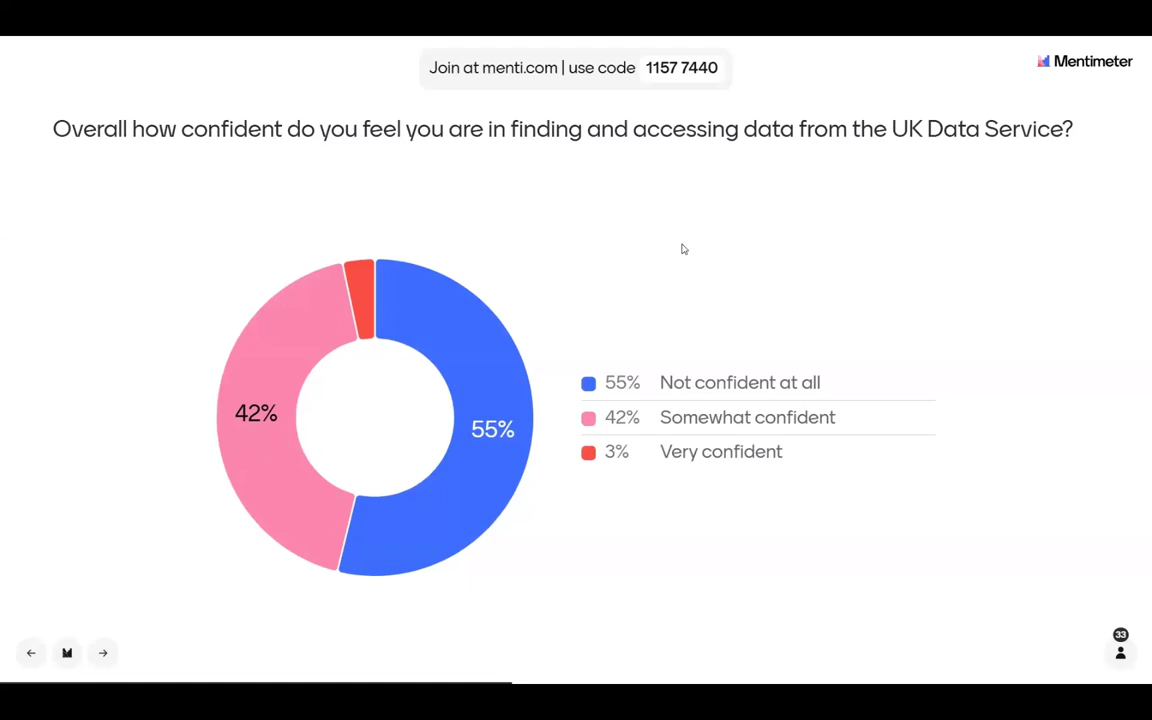 Join at menti.com | use code 1157 7440
Mentimeter
Overall how confident do you feel you are in finding and accessing data from the UK Data Service?
42%
55%
55% Not confident at all
42% Somewhat confident
3% Very confident
33